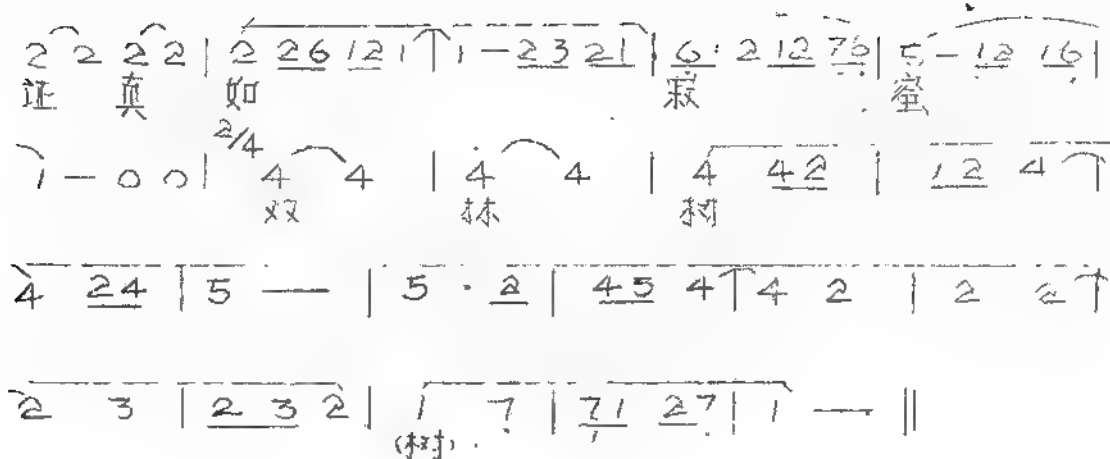 2 2 2 2 | 2 26 121 | 1 - 23 21 | 6· 2 12 76 | 5 - 12 16 |
证 真 如 寂 蜜
2/4
1 - 0 0 | 4 4 | 4 4 | 4 42 | 12 4 |
双 林 树
4 24 | 5 — | 5 · 2 | 45 4 | 4 2 | 2 2 |
2 3 | 2 3 2 | 1 7 | 71 27 | 1 — ||
(树)